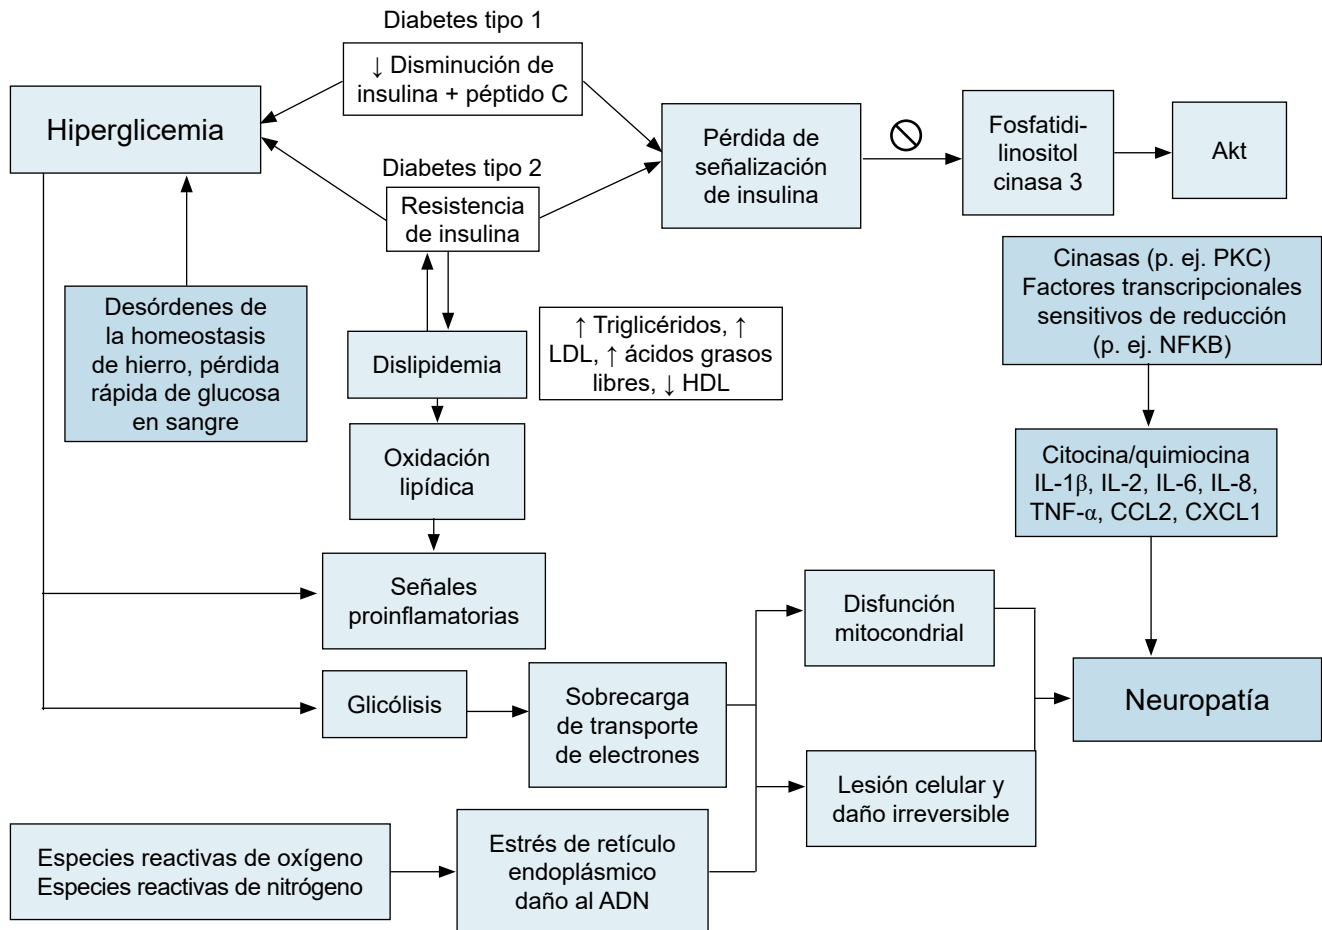 Diabetes tipo 1
↓ Disminución de
insulina + péptido C
Hiperglicemia
Diabetes tipo 2
Resistencia
de insulina
Pérdida de
señalización
de insulina
Fosfatidi-
linositol
cinasa 3
Akt
Desórdenes de
la homeostasis
de hierro, pérdida
rápida de glucosa
en sangre
Dislipidemia
↑ Triglicéridos, ↑
LDL, ↑ ácidos grasos
libres, ↓ HDL
Cinasas (p. ej. PKC)
Factores transcripcionales
sensitivos de reducción
(p. ej. NFKB)
Oxidación
lipídica
Citocina/quimiocina
IL-1β, IL-2, IL-6, IL-8,
TNF-α, CCL2, CXCL1
Señales
proinflamatorias
Disfunción
mitocondrial
Glicólisis
Sobrecarga
de transporte
de electrones
Neuropatía
Lesión celular y
daño irreversible
Especies reactivas de oxígeno
Especies reactivas de nitrógeno
Estrés de retículo
endoplásmico
daño al ADN